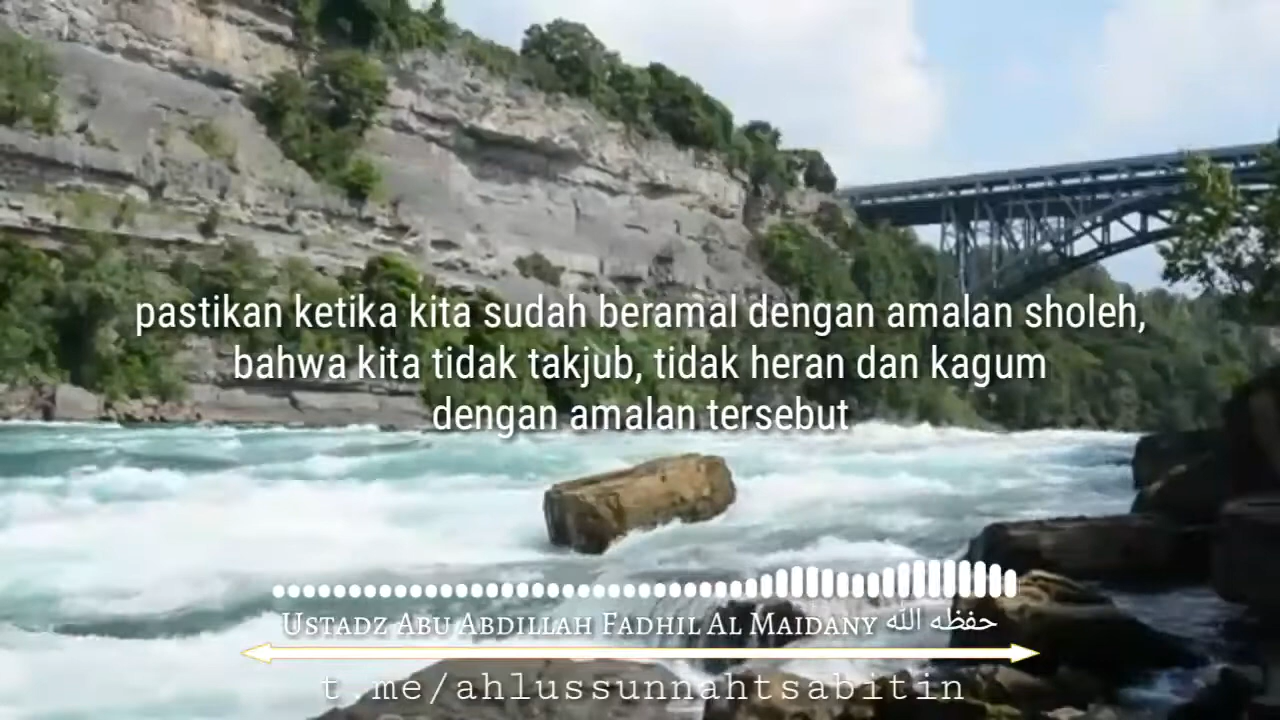 pastikan ketika kita sudah beramal dengan amalan sholeh,
bahwa kita tidak takjub, tidak heran dan kagum
dengan amalan tersebut
Ustadz Abu Abdillah Fadhil Al Maidany حفظه الله
t.me/ahlussunnahtsabitin